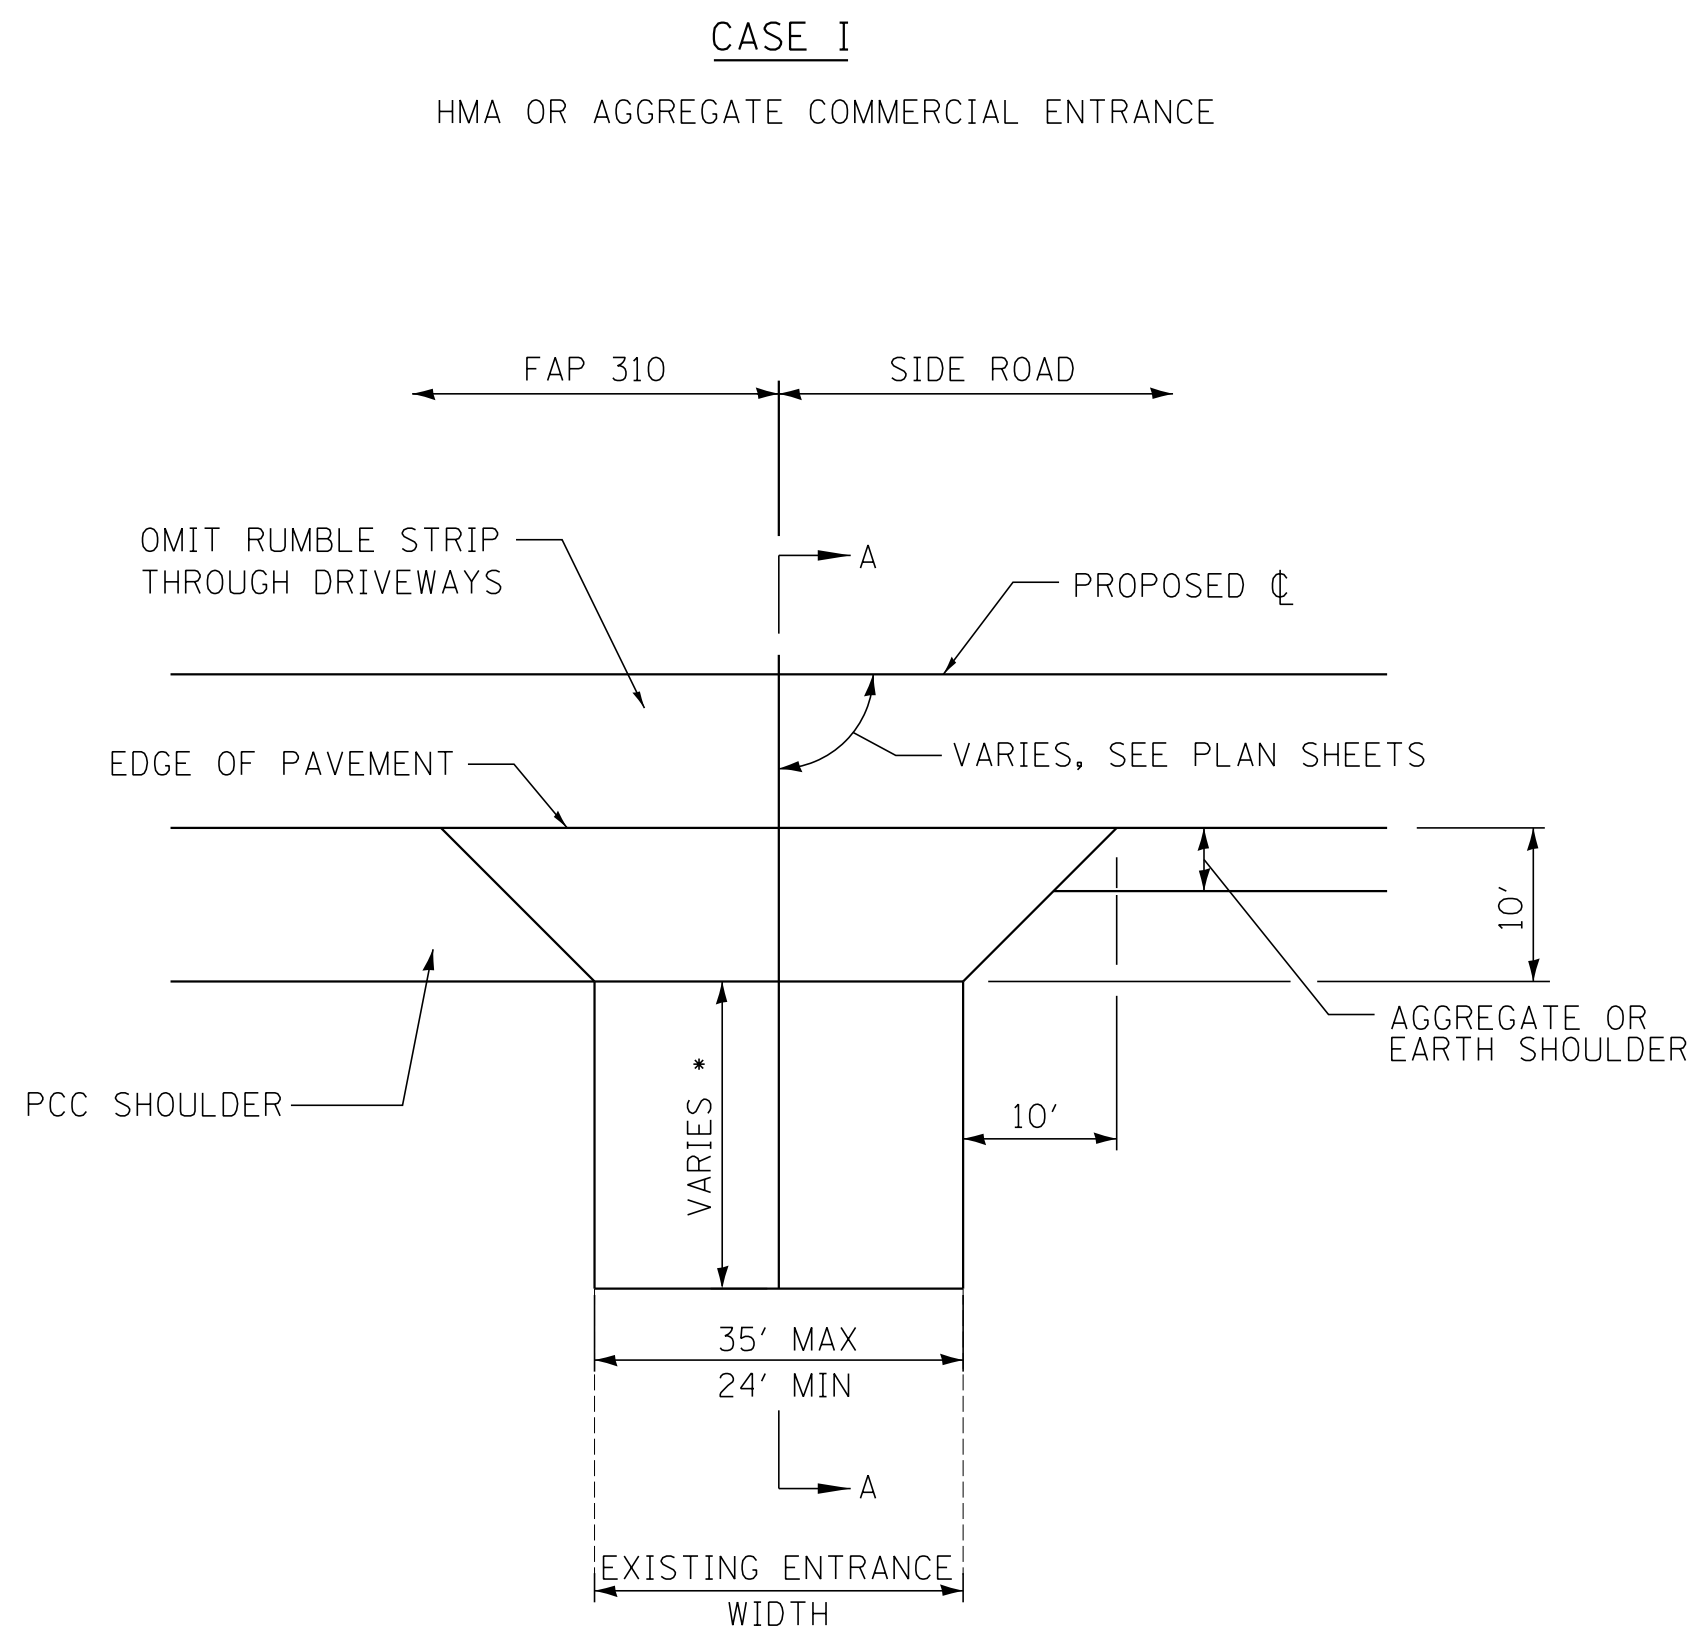 CASE I
HMA OR AGGREGATE COMMERCIAL ENTRANCE
FAP 310
SIDE ROAD
OMIT RUMBLE STRIP
THROUGH DRIVEWAYS
A
PROPOSED ℄
EDGE OF PAVEMENT
VARIES, SEE PLAN SHEETS
10'
AGGREGATE OR
EARTH SHOULDER
PCC SHOULDER
VARIES *
10'
35' MAX
24' MIN
A
EXISTING ENTRANCE
WIDTH